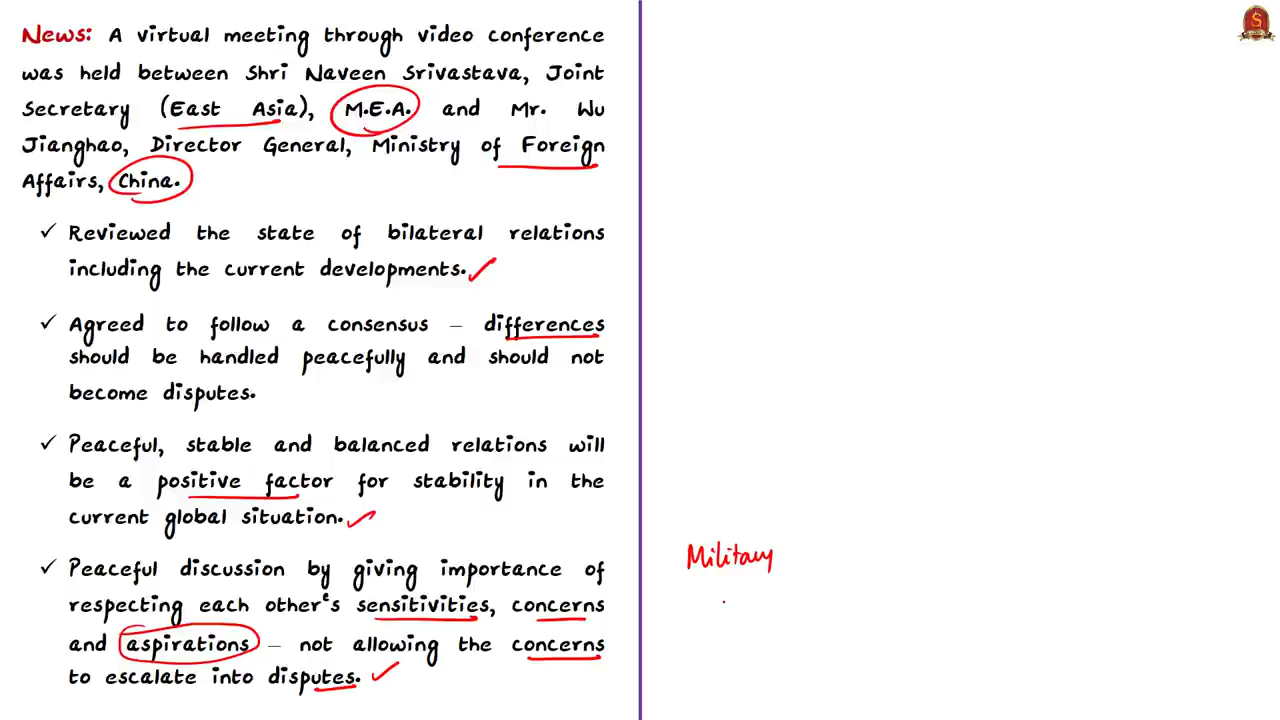 News: A virtual meeting through video conference
was held between Shri Naveen Srivastava, Joint
Secretary (East Asia), M.E.A. and Mr. Wu
Jianghao, Director General, Ministry of Foreign
Affairs, China.
✓ Reviewed the state of bilateral relations
including the current developments.
✓ Agreed to follow a consensus – differences
should be handled peacefully and should not
become disputes.
✓ Peaceful, stable and balanced relations will
be a positive factor for stability in the
current global situation.
✓ Peaceful discussion by giving importance of
respecting each other's sensitivities, concerns
and aspirations – not allowing the concerns
to escalate into disputes.
Military